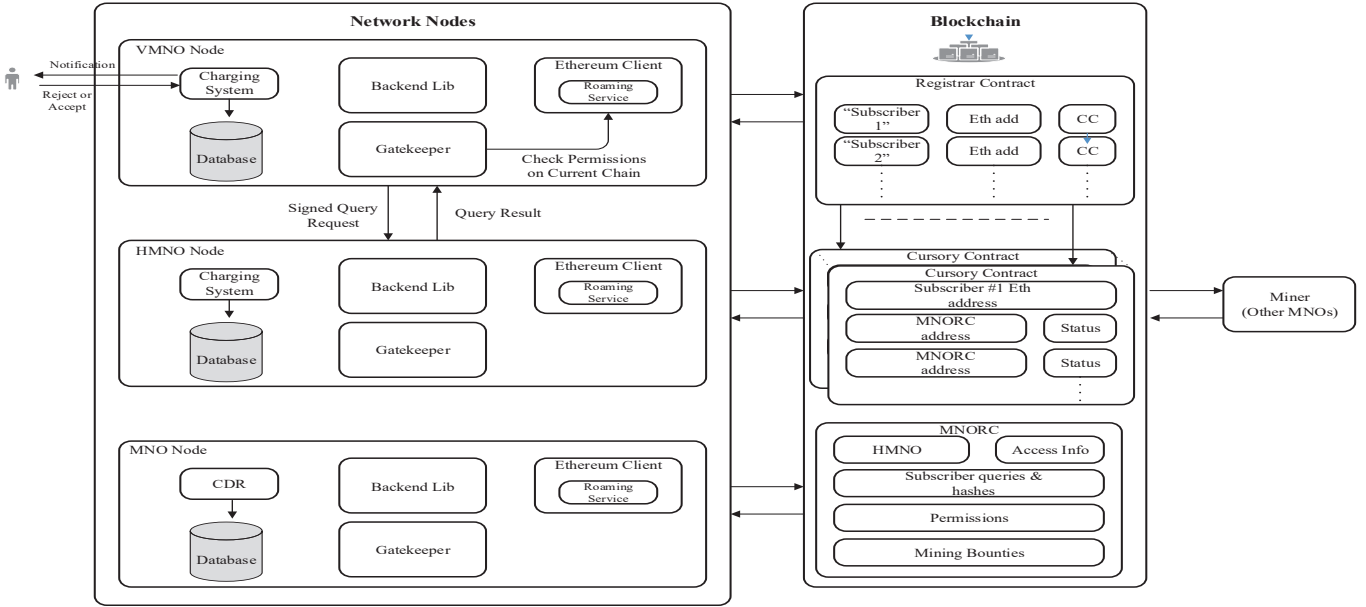 Network Nodes
VMNO Node
Notification
Reject or
Accept
Charging
System
Database
Backend Lib
Gatekeeper
Ethereum Client
Roaming
Service
Check Permissions
on Current Chain
Signed Query
Request
Query Result
HMNO Node
Charging
System
Database
Backend Lib
Gatekeeper
Ethereum Client
Roaming
Service
MNO Node
CDR
Database
Backend Lib
Gatekeeper
Ethereum Client
Roaming
Service
Blockchain
Registrar Contract
“Subscriber
1”
Eth add
CC
“Subscriber
2”
Eth add
CC
Cursory Contract
Cursory Contract
Subscriber #1 Eth
address
MNORC
address
Status
MNORC
address
Status
MNORC
HMNO
Access Info
Subscriber queries &
hashes
Permissions
Mining Bounties
Miner
(Other MNOs)